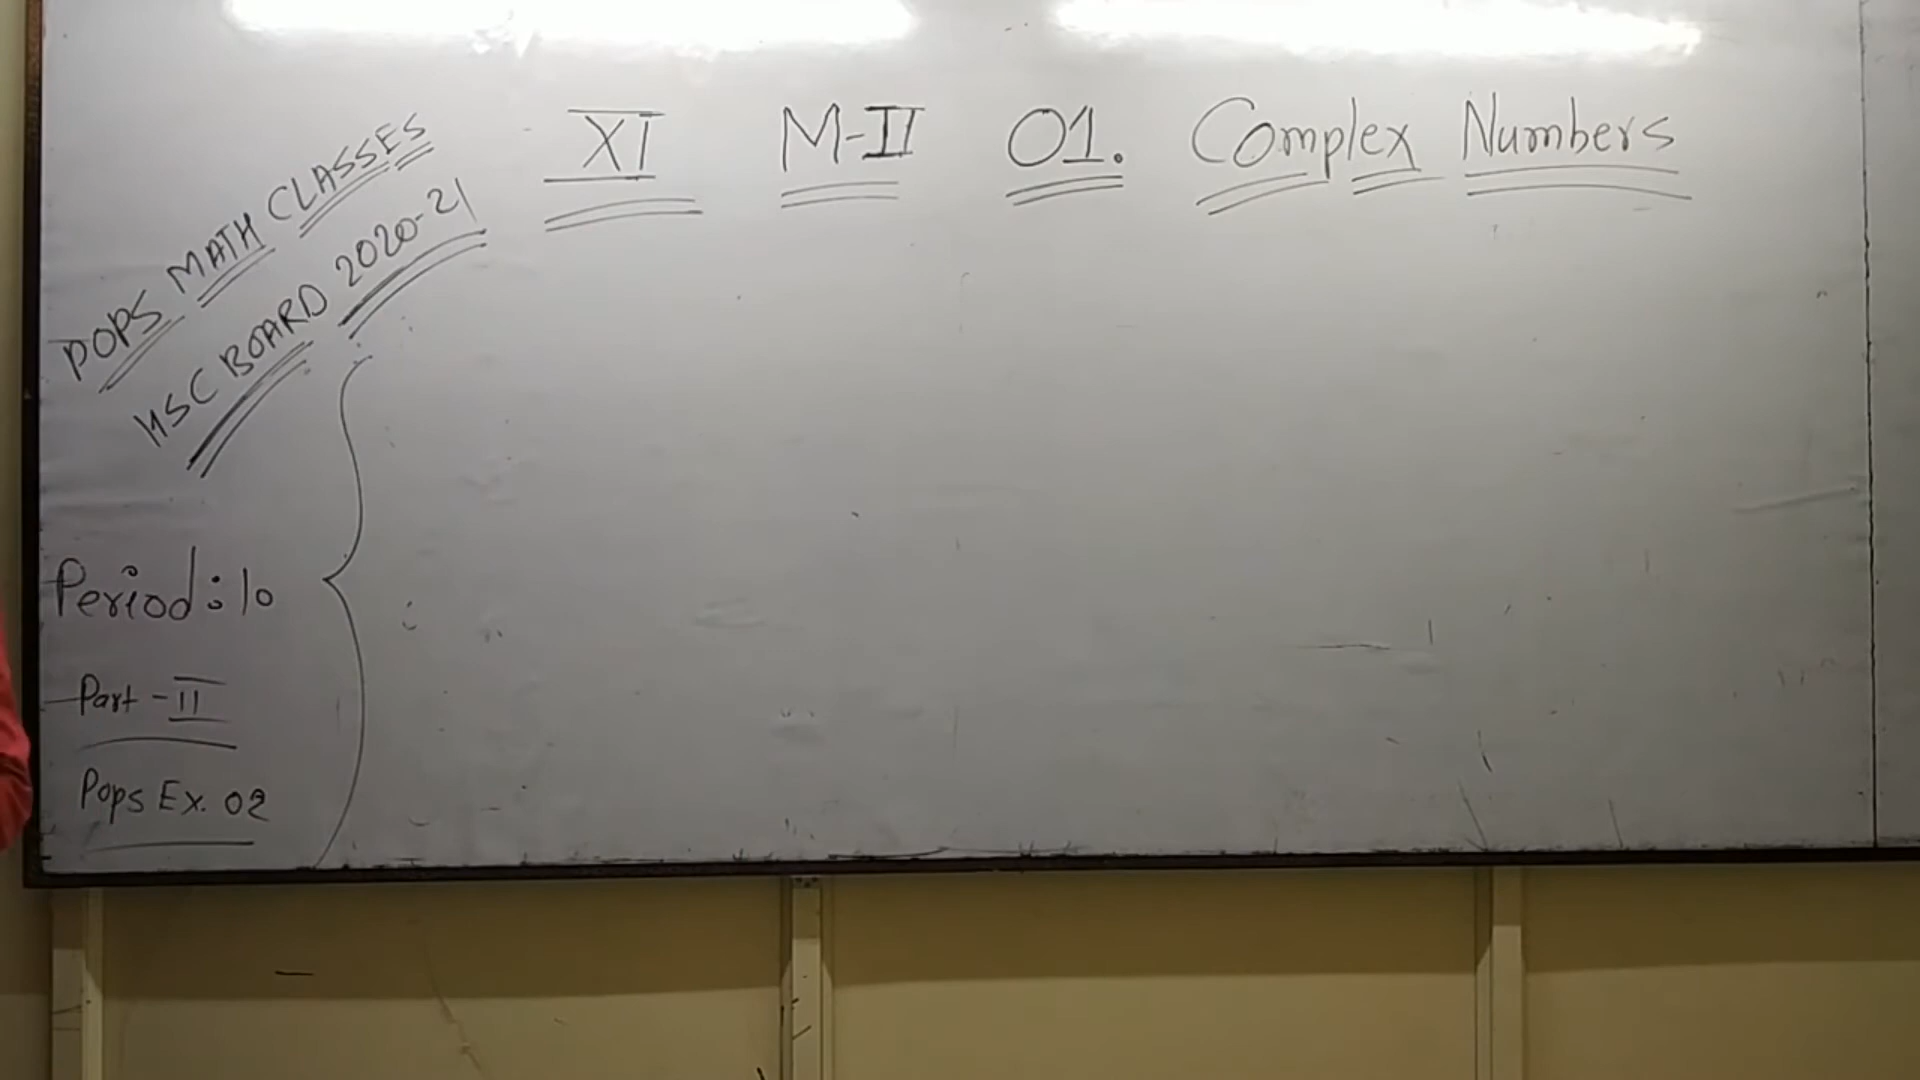 XI M-II 01. Complex Numbers
POPS MATH CLASSES
HSC BOARD 2020-21
Period: 10
Part-II
Pops Ex. 02